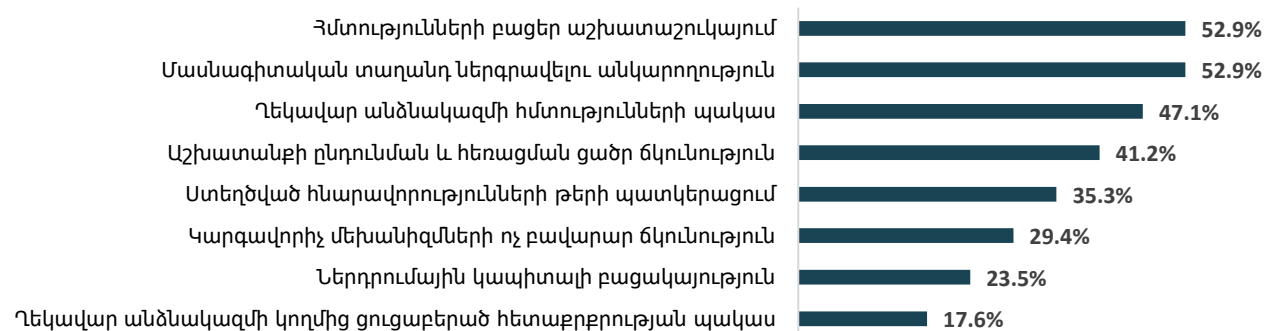 Հմտությունների բացեր աշխատաշուկայում 52.9%
Մասնագիտական տաղանդ ներգրավելու անկարողություն 52.9%
Ղեկավար անձնակազմի հմտությունների պակաս 47.1%
Աշխատանքի ընդունման և հեռացման ցածր ճկունություն 41.2%
Ստեղծված հնարավորությունների թերի պատկերացում 35.3%
Կարգավորիչ մեխանիզմների ոչ բավարար ճկունություն 29.4%
Ներդրումային կապիտալի բացակայություն 23.5%
Ղեկավար անձնակազմի կողմից ցուցաբերած հետաքրքրության պակաս 17.6%